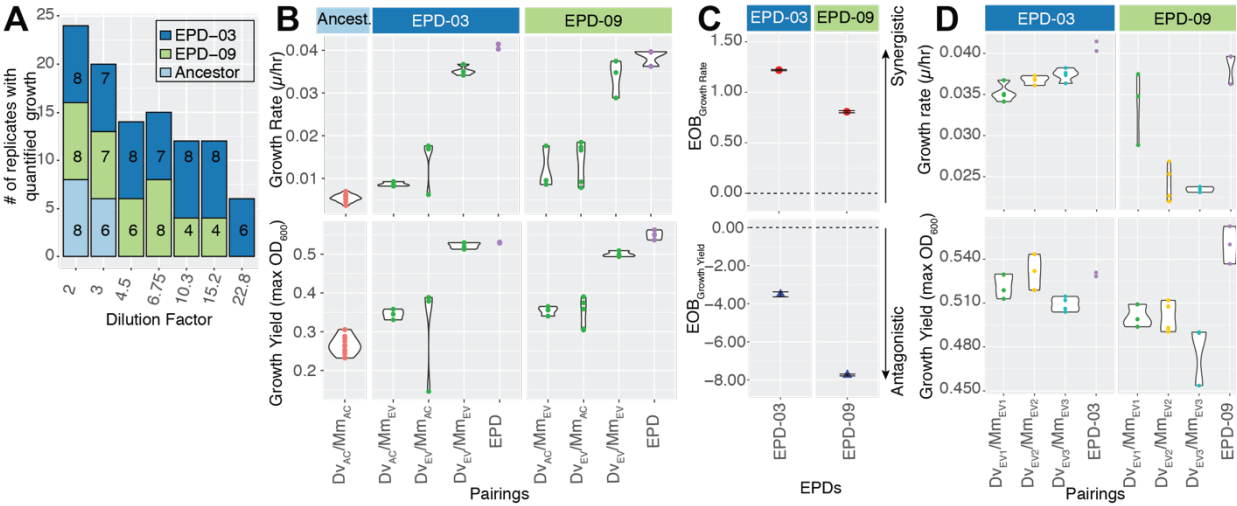 A
# of replicates with
quantified growth
25
20
15
10
5
0
EPD−03
EPD−09
Ancestor
8
7
8
7
8
8
8
7
8
6
6
8
4
4
6
2
3
4.5
6.75
10.3
15.2
22.8
Dilution Factor
B
Ancest.
EPD-03
EPD-09
Growth Rate (µ/hr)
0.04
0.03
0.02
0.01
Growth Yield (max OD600)
0.5
0.4
0.3
0.2
DvAC/MmAC
DvAC/MmEV
DvEV/MmAC
DvEV/MmEV
EPD
DvAC/MmEV
DvEV/MmAC
DvEV/MmEV
EPD
Pairings
C
EPD-03
EPD-09
EOBGrowth Rate
1.50
1.00
0.50
0.00
EOBGrowth Yield
0.00
−2.00
−4.00
−6.00
−8.00
Synergistic
Antagonistic
EPD-03
EPD-09
EPDs
D
EPD-03
EPD-09
Growth rate (µ/hr)
0.040
0.035
0.024
0.023
Growth Yield (max OD600)
0.540
0.510
0.480
0.450
DvEV1/MmEV1
DvEV2/MmEV2
DvEV3/MmEV3
EPD-03
DvEV1/MmEV1
DvEV2/MmEV2
DvEV3/MmEV3
EPD-09
Pairings